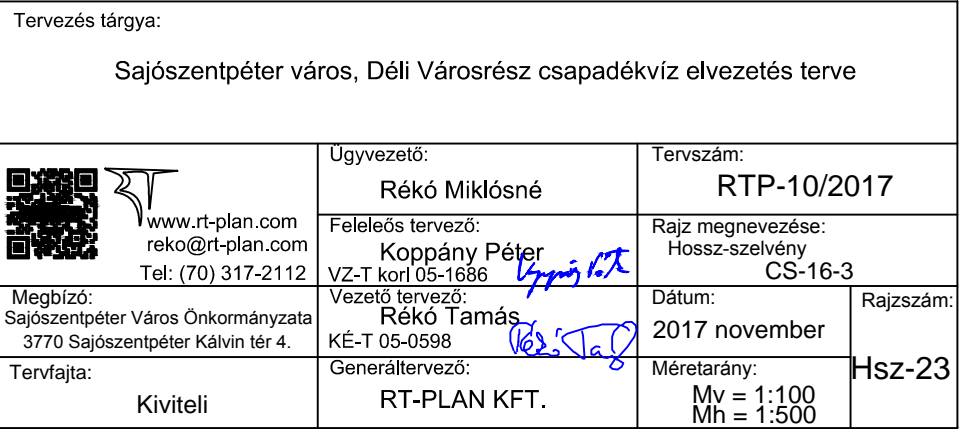 Tervezés tárgya:
Sajószentpéter város, Déli Városrész csapadékvíz elvezetés terve
www.rt-plan.com
reko@rt-plan.com
Tel: (70) 317-2112
Ügyvezető:
Rékó Miklósné
Tervszám:
RTP-10/2017
Feleleős tervező:
Koppány Péter
VZ-T korl 05-1686
Rajz megnevezése:
Hossz-szelvény
CS-16-3
Megbízó:
Sajószentpéter Város Önkormányzata
3770 Sajószentpéter Kálvin tér 4.
Vezető tervező:
Rékó Tamás
KÉ-T 05-0598
Dátum:
2017 november
Rajzszám:
Hsz-23
Tervfajta:
Kiviteli
Generáltervező:
RT-PLAN KFT.
Méretarány:
Mv = 1:100
Mh = 1:500